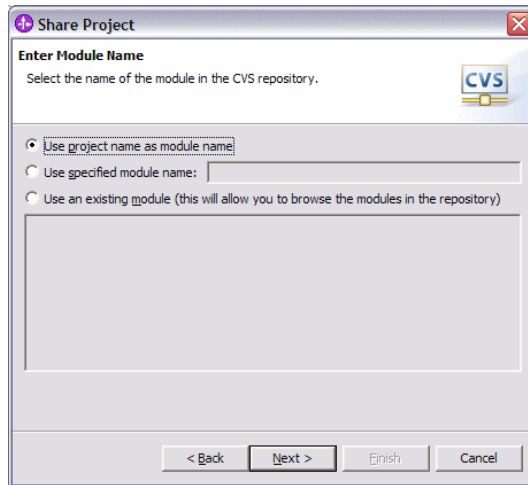 Share Project
Enter Module Name
Select the name of the module in the CVS repository.
CVS
Use project name as module name
Use specified module name:
Use an existing module (this will allow you to browse the modules in the repository)
< Back
Next >
Finish
Cancel